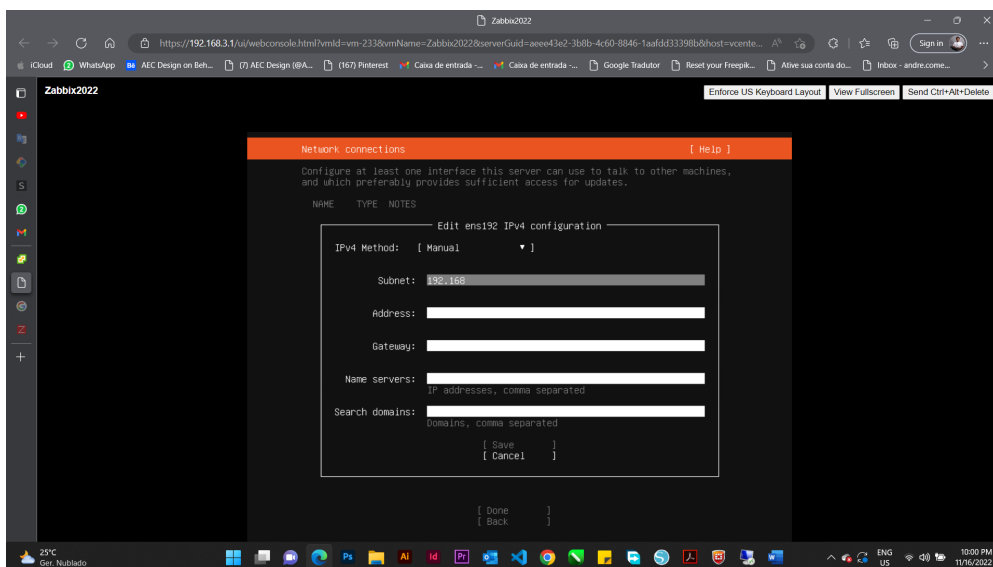 Zabbix2022
https://192.168.3.1/ui/webconsole.html?vmId=vm-233&vmName=Zabbix2022&serverGuid=aeee43e2-3b8b-4c60-8846-1aafdd33398b&host=vcente...
Sign in
iCloud WhatsApp Bē AEC Design on Beh... (7) AEC Design (@A... (167) Pinterest Caixa de entrada -... Caixa de entrada -... Google Tradutor Reset your Freepik... Ative sua conta do... Inbox - andre.come...
Zabbix2022
Enforce US Keyboard Layout View Fullscreen Send Ctrl+Alt+Delete
Network connections [ Help ]
Configure at least one interface this server can use to talk to other machines,
and which preferably provides sufficient access for updates.
NAME TYPE NOTES
Edit ens192 IPv4 configuration
IPv4 Method: [ Manual ▼ ]
Subnet: 192.168
Address:
Gateway:
Name servers:
IP addresses, comma separated
Search domains:
Domains, comma separated
[ Save ]
[ Cancel ]
[ Done ]
[ Back ]
25°C
Ger. Nublado
Ps Ai Id Pr
ENG
US
10:00 PM
11/16/2022